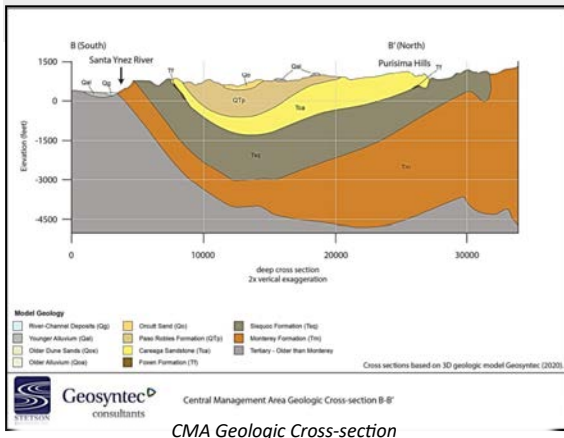 B (South)
B' (North)
Santa Ynez River
Purisima Hills
Qal
Qg
Tf
Qo
Qal
Tf
QTp
Tca
Tsq
Tm
1500
0
-1500
-3000
-4500
Elevation (feet)
0
10000
20000
30000
deep cross section
2x verical exaggeration
Model Geology
River-Channel Deposits (Qg)
Younger Alluvium (Qal)
Older Dune Sands (Qos)
Older Alluvium (Qoa)
Orcutt Sand (Qo)
Paso Robles Formation (QTp)
Careaga Sandstone (Tca)
Foxen Formation (Tf)
Sisquoc Formation (Tsq)
Monterey Formation (Tm)
Tertiary - Older than Monterey
Cross sections based on 3D geologic model Geosyntec (2020).
STETSON
Geosyntec
consultants
Central Management Area Geologic Cross-section B-B'
CMA Geologic Cross-section